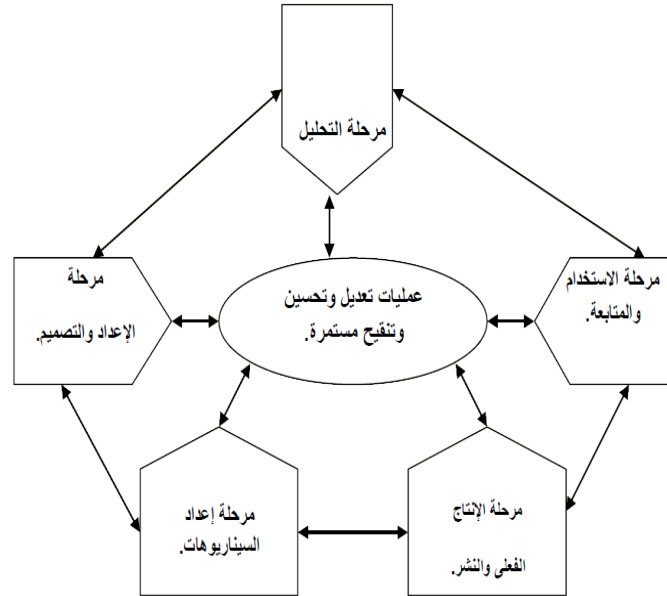 مرحلة التحليل
مرحلة الاستخدام
والمتابعة.
عمليات تعديل وتحسين
وتنقيح مستمرة.
مرحلة
الإعداد والتصميم.
مرحلة الإنتاج
الفعلى والنشر.
مرحلة إعداد
السيناريوهات.